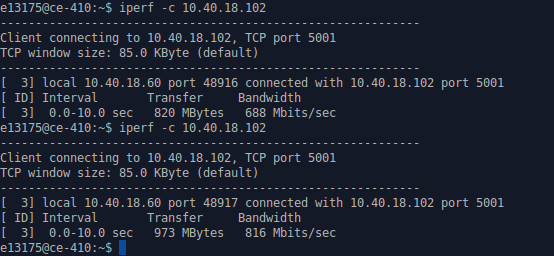 e13175@ce-410:~$ iperf -c 10.40.18.102
------------------------------------------------------------
Client connecting to 10.40.18.102, TCP port 5001
TCP window size: 85.0 KByte (default)
------------------------------------------------------------
[  3] local 10.40.18.60 port 48916 connected with 10.40.18.102 port 5001
[ ID] Interval       Transfer     Bandwidth
[  3]  0.0-10.0 sec   820 MBytes   688 Mbits/sec
e13175@ce-410:~$ iperf -c 10.40.18.102
------------------------------------------------------------
Client connecting to 10.40.18.102, TCP port 5001
TCP window size: 85.0 KByte (default)
------------------------------------------------------------
[  3] local 10.40.18.60 port 48917 connected with 10.40.18.102 port 5001
[ ID] Interval       Transfer     Bandwidth
[  3]  0.0-10.0 sec   973 MBytes   816 Mbits/sec
e13175@ce-410:~$